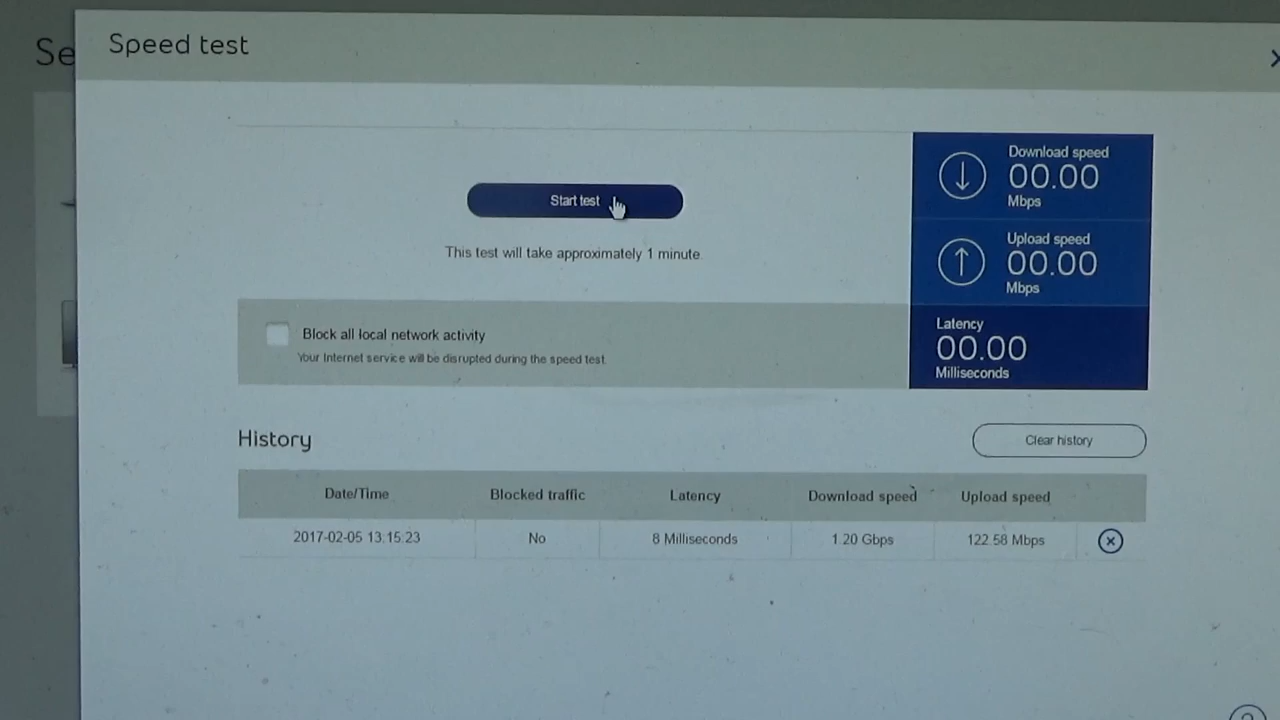 Se
Speed test
Start test
This test will take approximately 1 minute.
Block all local network activity
Your Internet service will be disrupted during the speed test.
Download speed
00.00
Mbps
Upload speed
00.00
Mbps
Latency
00.00
Milliseconds
History
Clear history
Date/Time Blocked traffic Latency Download speed Upload speed
2017-02-05 13:15:23 No 8 Milliseconds 1.20 Gbps 122.58 Mbps